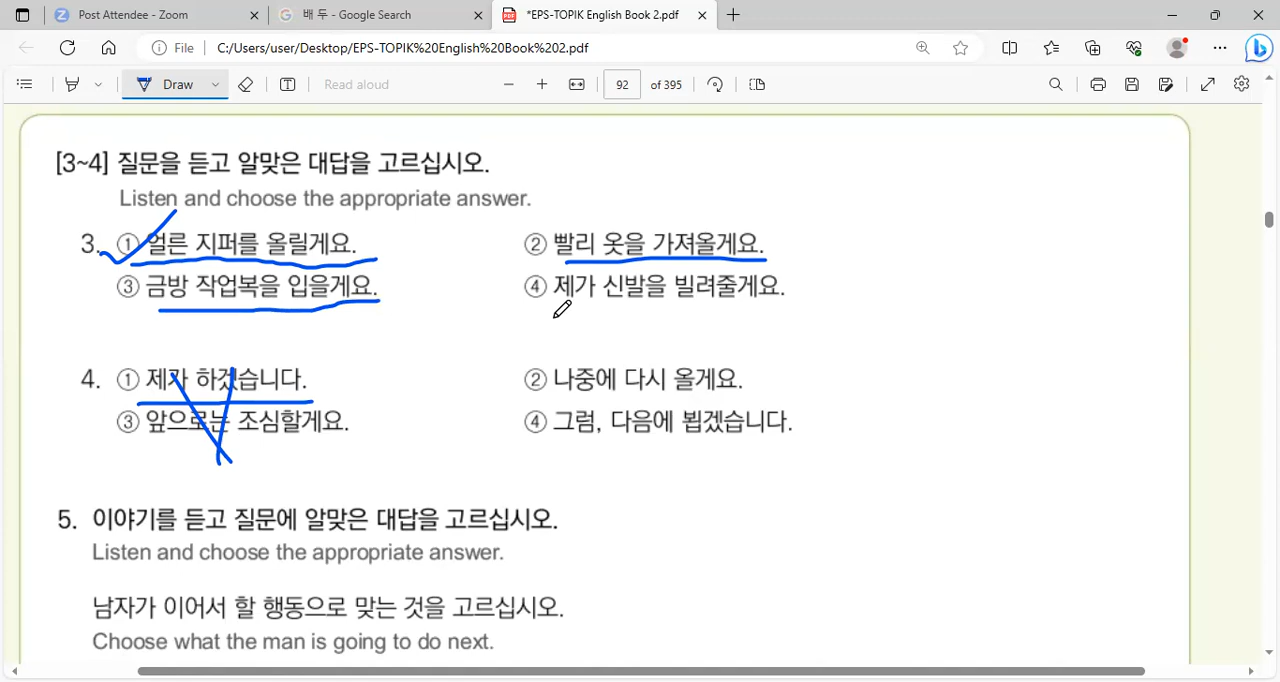 Post Attendee - Zoom
배 두 - Google Search
*EPS-TOPIK English Book 2.pdf
File
C:/Users/user/Desktop/EPS-TOPIK%20English%20Book%202.pdf
Draw
Read aloud
92 of 395
[3~4] 질문을 듣고 알맞은 대답을 고르십시오.
Listen and choose the appropriate answer.
3. ① 얼른 지퍼를 올릴게요. ② 빨리 옷을 가져올게요.
③ 금방 작업복을 입을게요. ④ 제가 신발을 빌려줄게요.
4. ① 제가 하겠습니다. ② 나중에 다시 올게요.
③ 앞으로는 조심할게요. ④ 그럼, 다음에 뵙겠습니다.
5. 이야기를 듣고 질문에 알맞은 대답을 고르십시오.
Listen and choose the appropriate answer.
남자가 이어서 할 행동으로 맞는 것을 고르십시오.
Choose what the man is going to do next.